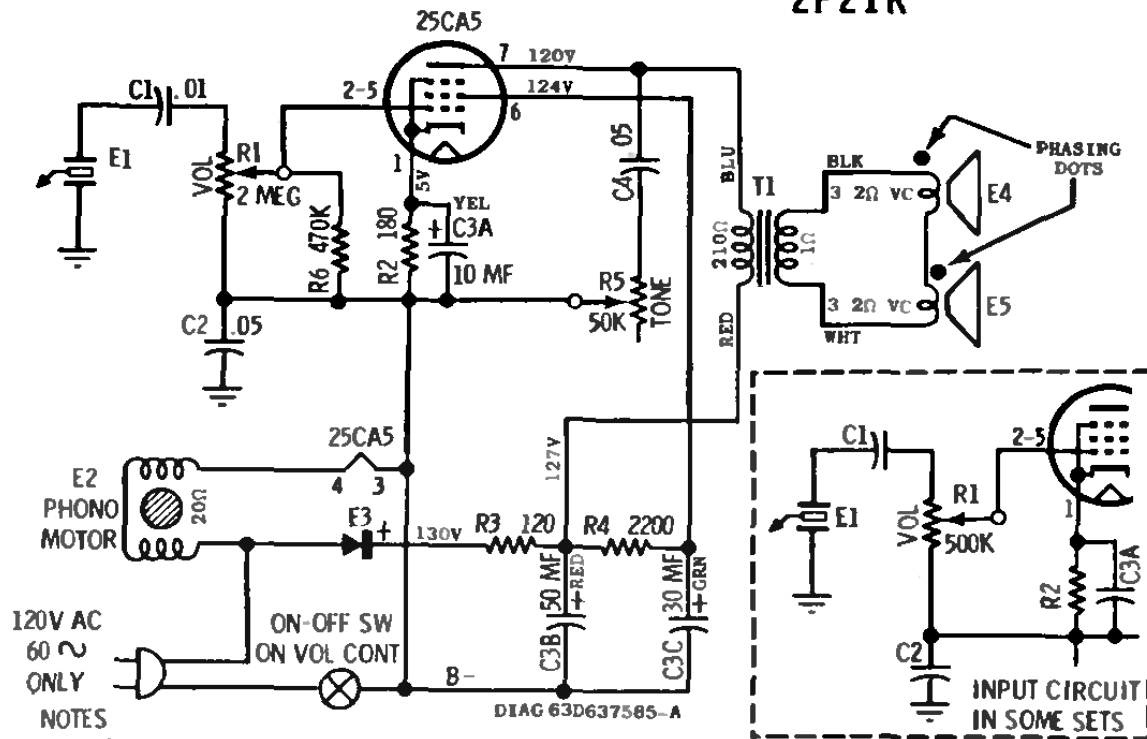 2P21R
25CA5
7 120V
124V
6
2-5
C1 .01
E1
VOL
R1
2 MEG
1
5V
YEL
+ C3A
10 MF
R2 180
R6 470K
C2 .05
C4 .05
R5
50K
TONE
BLU
RED
T1
210Ω
1Ω
BLK
3 2Ω VC
E4
PHASING
DOTS
3 2Ω VC
E5
WHT
25CA5
4 3
E2
PHONO
MOTOR
20Ω
E3
+
130V
R3 120
127V
R4 2200
50 MF
+RED
C3B
30 MF
+GRN
C3C
120V AC
60 ~
ONLY
NOTES
ON-OFF SW
ON VOL CONT
B-
DIAG 63D637585-A
C1
2-5
E1
VOL
R1
500K
1
R2
C3A
C2
INPUT CIRCUIT
IN SOME SETS